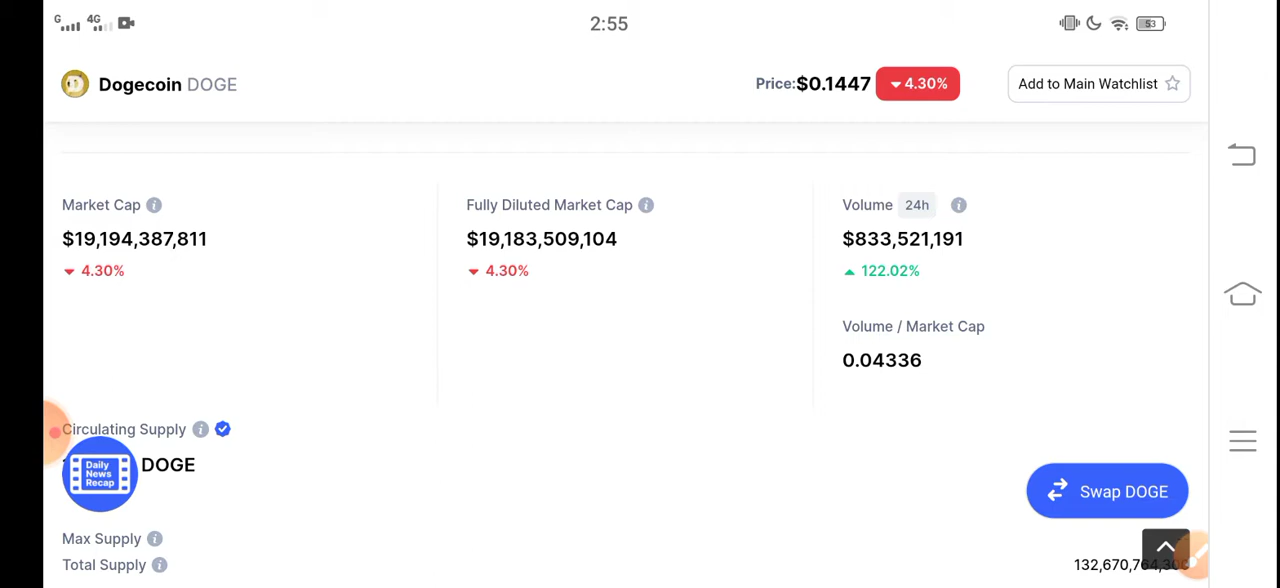 G
4G
2:55
53
Dogecoin DOGE
Price:$0.1447
4.30%
Add to Main Watchlist
Market Cap
$19,194,387,811
4.30%
Fully Diluted Market Cap
$19,183,509,104
4.30%
Volume 24h
$833,521,191
122.02%
Volume / Market Cap
0.04336
Circulating Supply
DOGE
Daily
News
Recap
Swap DOGE
Max Supply
Total Supply